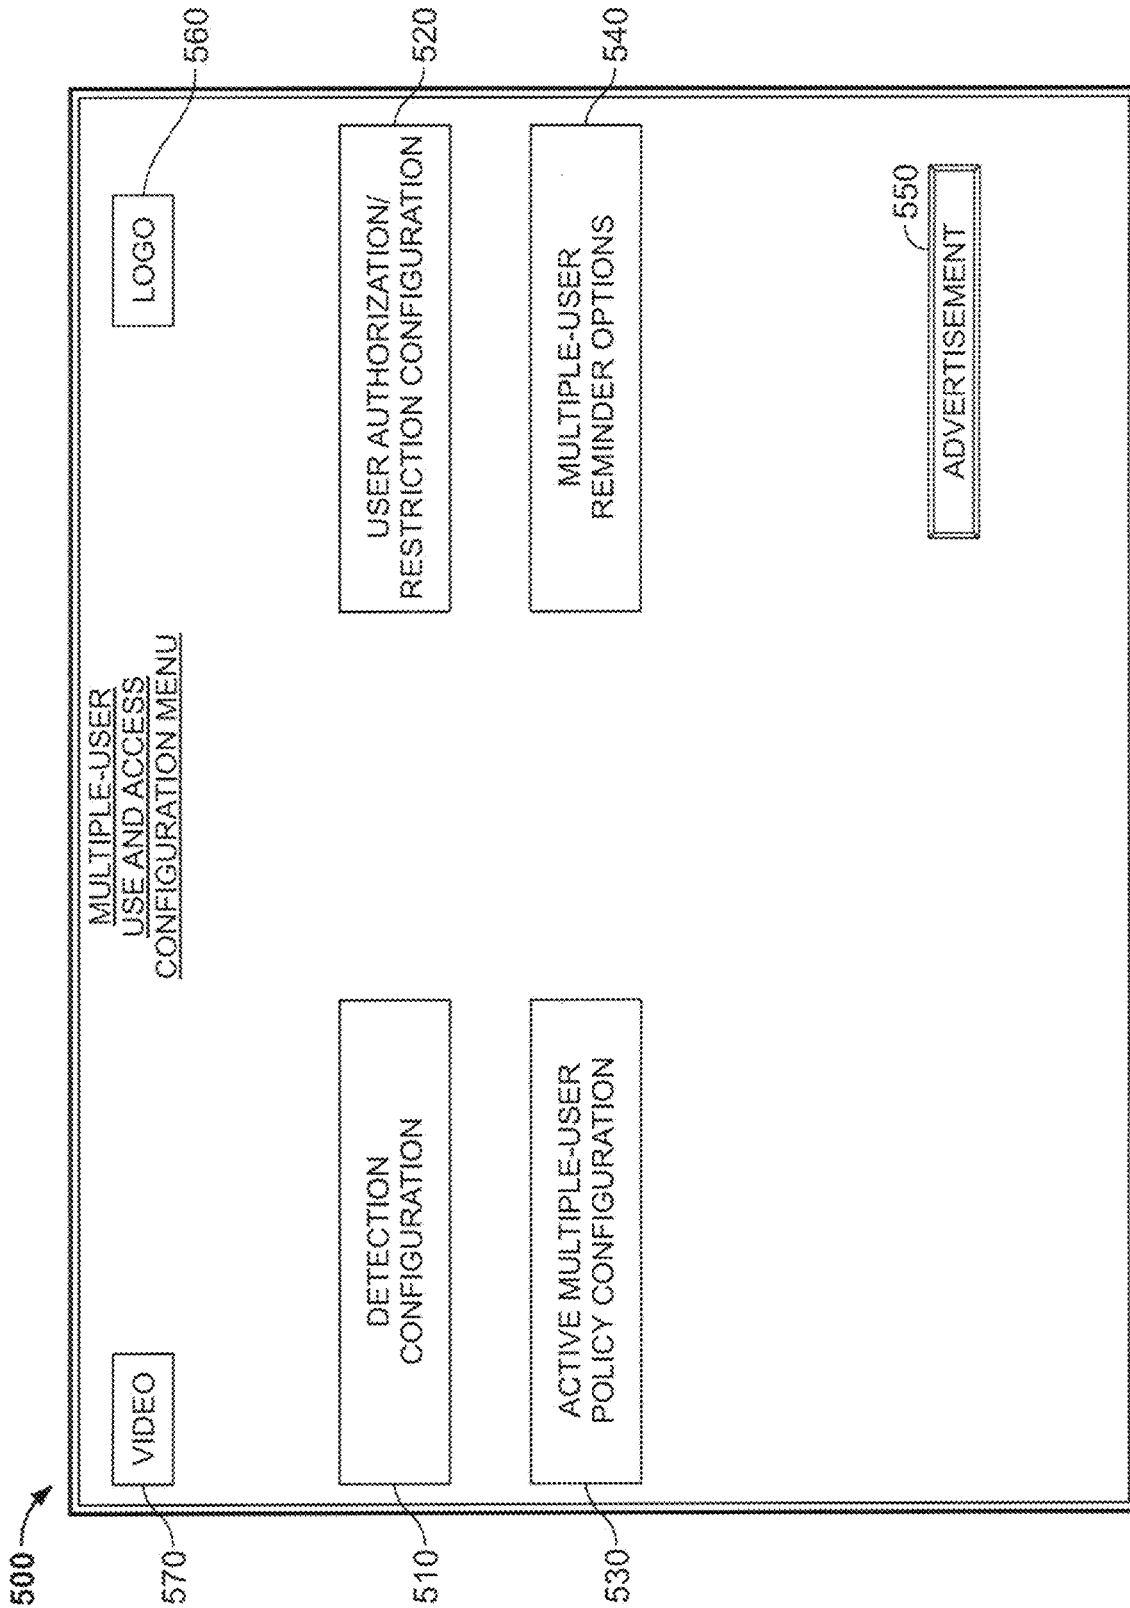 500
MULTIPLE-USER
USE AND ACCESS
CONFIGURATION MENU
570
VIDEO
LOGO
560
510
DETECTION
CONFIGURATION
USER AUTHORIZATION/
RESTRICTION CONFIGURATION
520
530
ACTIVE MULTIPLE-USER
POLICY CONFIGURATION
MULTIPLE-USER
REMINDER OPTIONS
540
550
ADVERTISEMENT